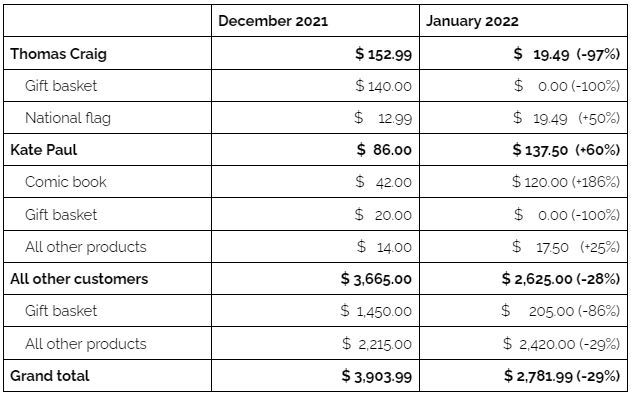 December 2021 January 2022
Thomas Craig $ 152.99 $ 19.49 (-97%)
Gift basket $ 140.00 $ 0.00 (-100%)
National flag $ 12.99 $ 19.49 (+50%)
Kate Paul $ 86.00 $ 137.50 (+60%)
Comic book $ 42.00 $ 120.00 (+186%)
Gift basket $ 20.00 $ 0.00 (-100%)
All other products $ 14.00 $ 17.50 (+25%)
All other customers $ 3,665.00 $ 2,625.00 (-28%)
Gift basket $ 1,450.00 $ 205.00 (-86%)
All other products $ 2,215.00 $ 2,420.00 (-29%)
Grand total $ 3,903.99 $ 2,781.99 (-29%)